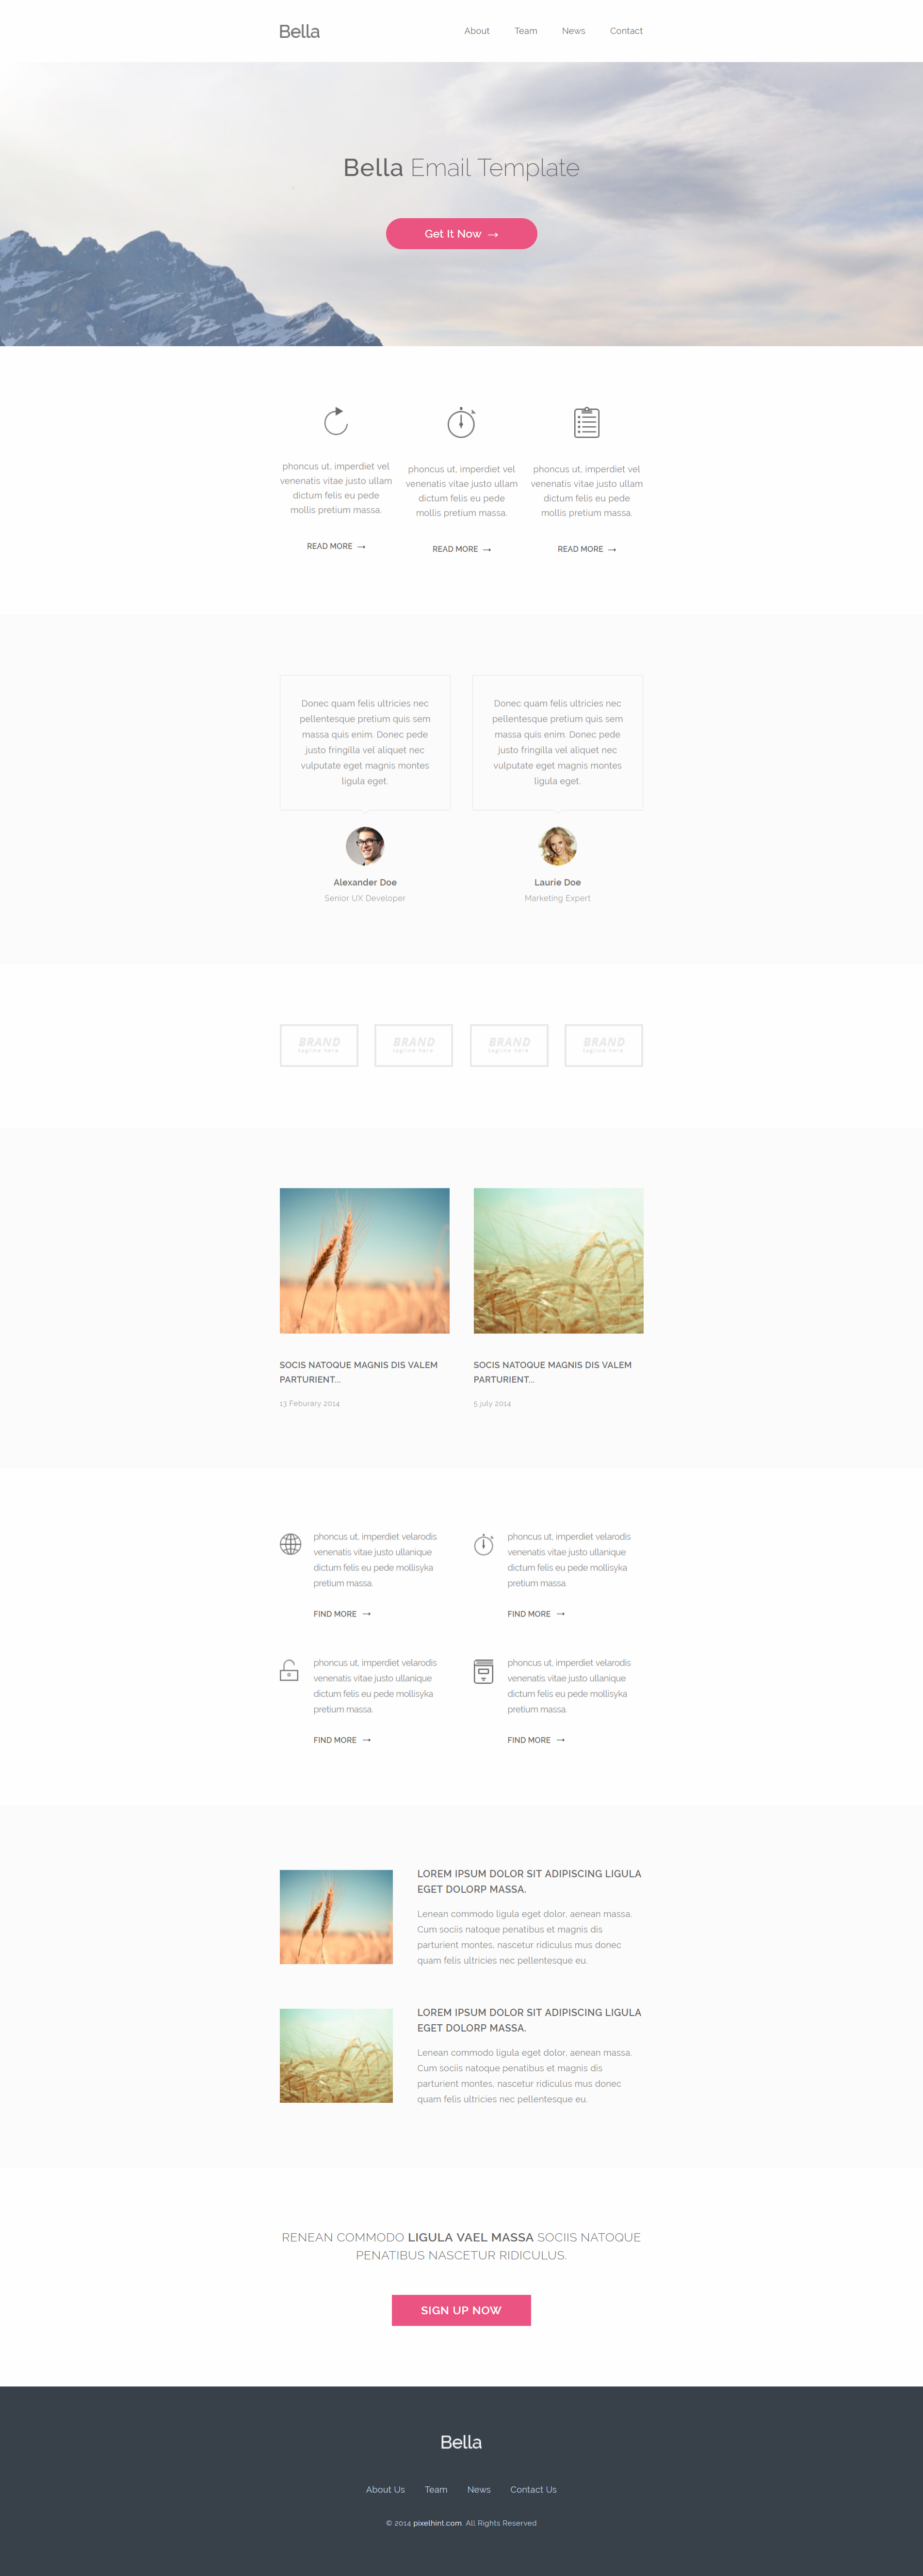 Bella
About Team News Contact
Bella Email Template
Get It Now →
phoncus ut, imperdiet vel
venenatis vitae justo ullam
dictum felis eu pede
mollis pretium massa.
READ MORE →
phoncus ut, imperdiet vel
venenatis vitae justo ullam
dictum felis eu pede
mollis pretium massa.
READ MORE →
phoncus ut, imperdiet vel
venenatis vitae justo ullam
dictum felis eu pede
mollis pretium massa.
READ MORE →
Donec quam felis ultricies nec
pellentesque pretium quis sem
massa quis enim. Donec pede
justo fringilla vel aliquet nec
vulputate eget magnis montes
ligula eget.
Alexander Doe
Senior UX Developer
Donec quam felis ultricies nec
pellentesque pretium quis sem
massa quis enim. Donec pede
justo fringilla vel aliquet nec
vulputate eget magnis montes
ligula eget.
Laurie Doe
Marketing Expert
BRAND
tagline here
BRAND
tagline here
BRAND
tagline here
BRAND
tagline here
SOCIS NATOQUE MAGNIS DIS VALEM
PARTURIENT...
13 Feburary 2014
SOCIS NATOQUE MAGNIS DIS VALEM
PARTURIENT...
5 july 2014
phoncus ut, imperdiet velarodis
venenatis vitae justo ullanique
dictum felis eu pede mollisyka
pretium massa.
FIND MORE →
phoncus ut, imperdiet velarodis
venenatis vitae justo ullanique
dictum felis eu pede mollisyka
pretium massa.
FIND MORE →
phoncus ut, imperdiet velarodis
venenatis vitae justo ullanique
dictum felis eu pede mollisyka
pretium massa.
FIND MORE →
phoncus ut, imperdiet velarodis
venenatis vitae justo ullanique
dictum felis eu pede mollisyka
pretium massa.
FIND MORE →
LOREM IPSUM DOLOR SIT ADIPISCING LIGULA
EGET DOLORP MASSA.
Lenean commodo ligula eget dolor, aenean massa.
Cum sociis natoque penatibus et magnis dis
parturient montes, nascetur ridiculus mus donec
quam felis ultricies nec pellentesque eu.
LOREM IPSUM DOLOR SIT ADIPISCING LIGULA
EGET DOLORP MASSA.
Lenean commodo ligula eget dolor, aenean massa.
Cum sociis natoque penatibus et magnis dis
parturient montes, nascetur ridiculus mus donec
quam felis ultricies nec pellentesque eu.
RENEAN COMMODO LIGULA VAEL MASSA SOCIIS NATOQUE
PENATIBUS NASCETUR RIDICULUS.
SIGN UP NOW
Bella
About Us Team News Contact Us
© 2014 pixelhint.com. All Rights Reserved